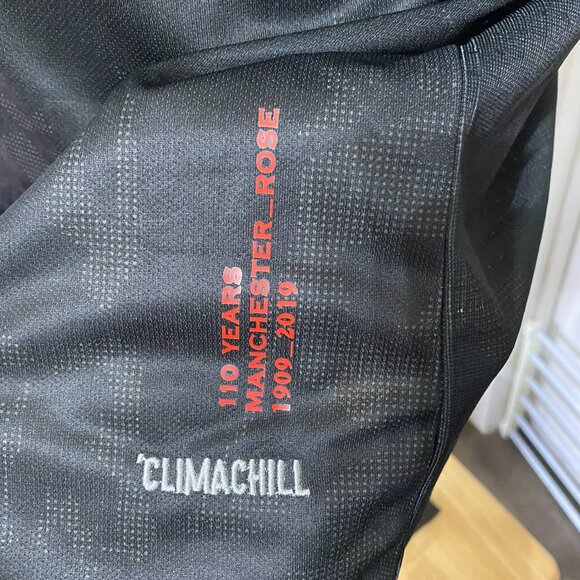 110 YEARS
MANCHESTER_ROSE
1909_2019
'CLIMACHILL